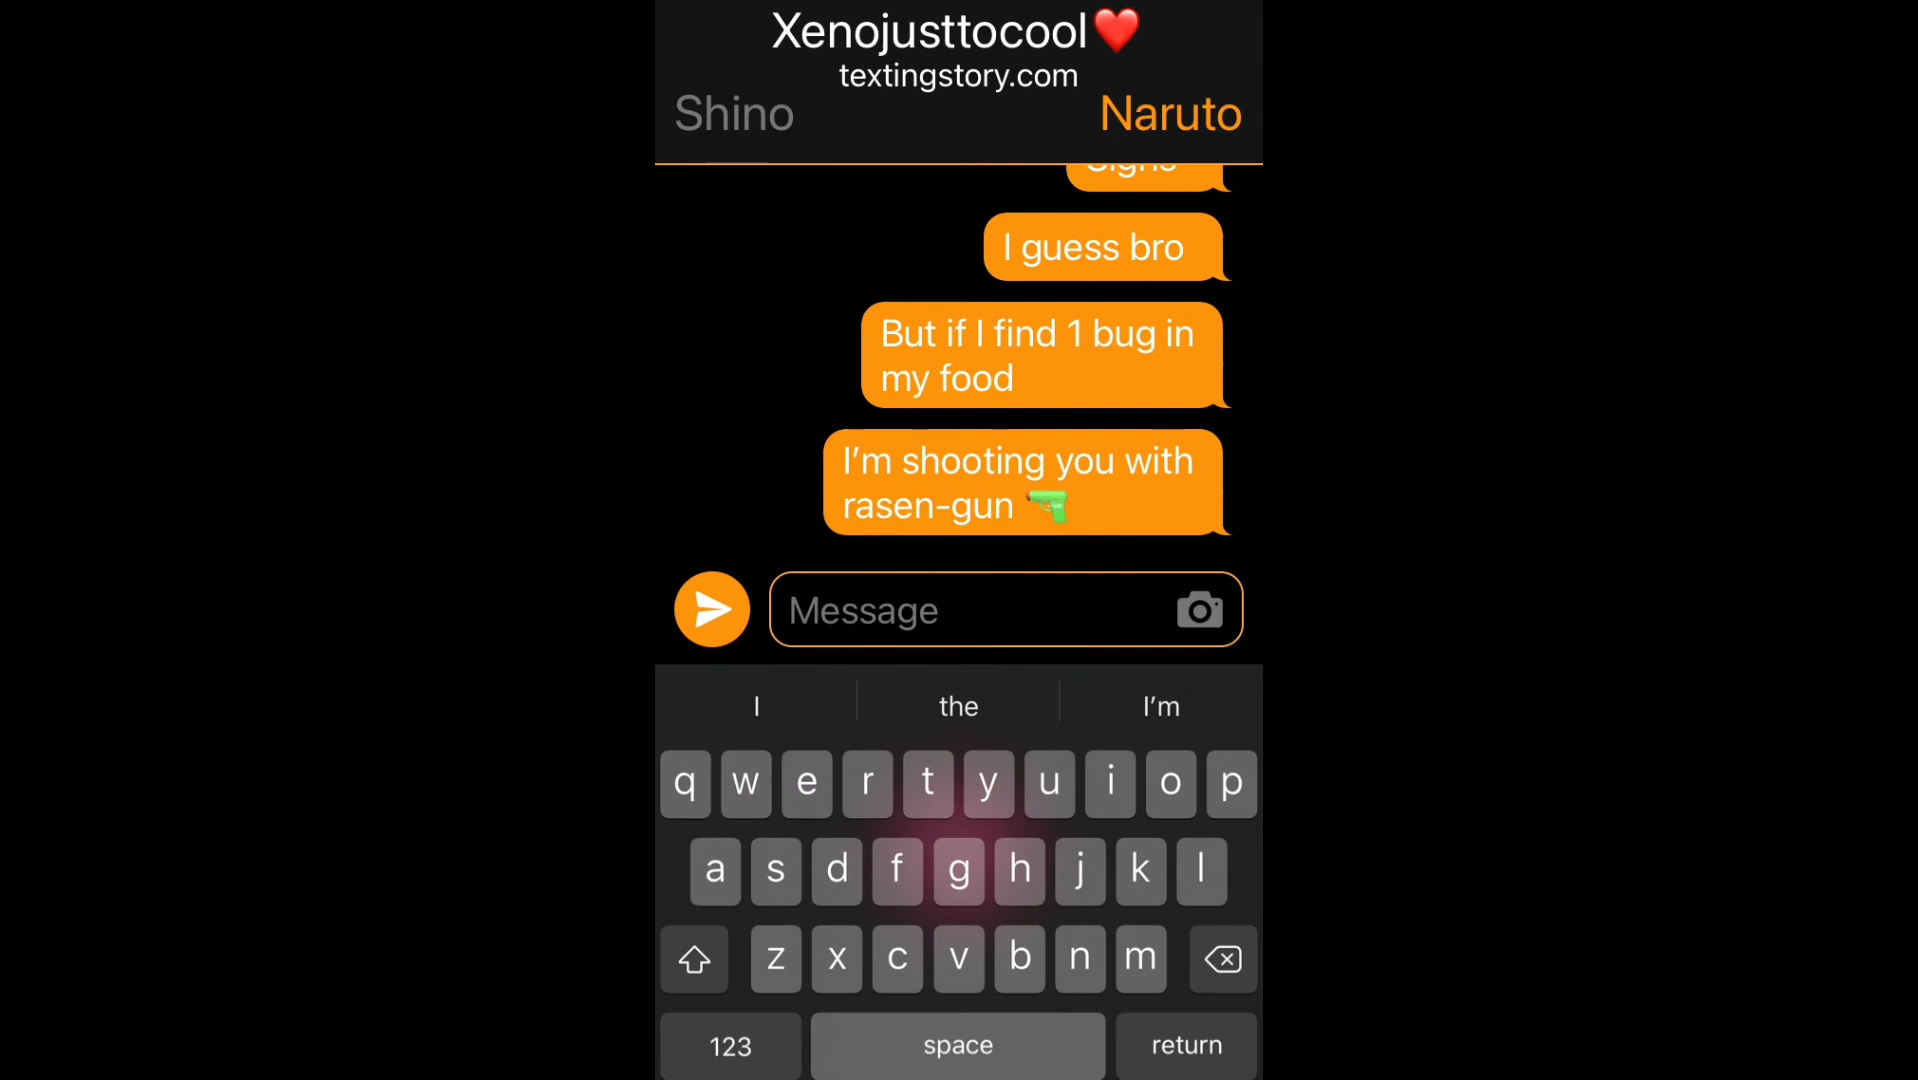 Xenojusttocool❤️
textingstory.com
Shino
Naruto
Signs
I guess bro
But if I find 1 bug in
my food
I’m shooting you with
rasen-gun 🔫
Message
I
the
I’m
q w e r t y u i o p
a s d f g h j k l
z x c v b n m
123
space
return